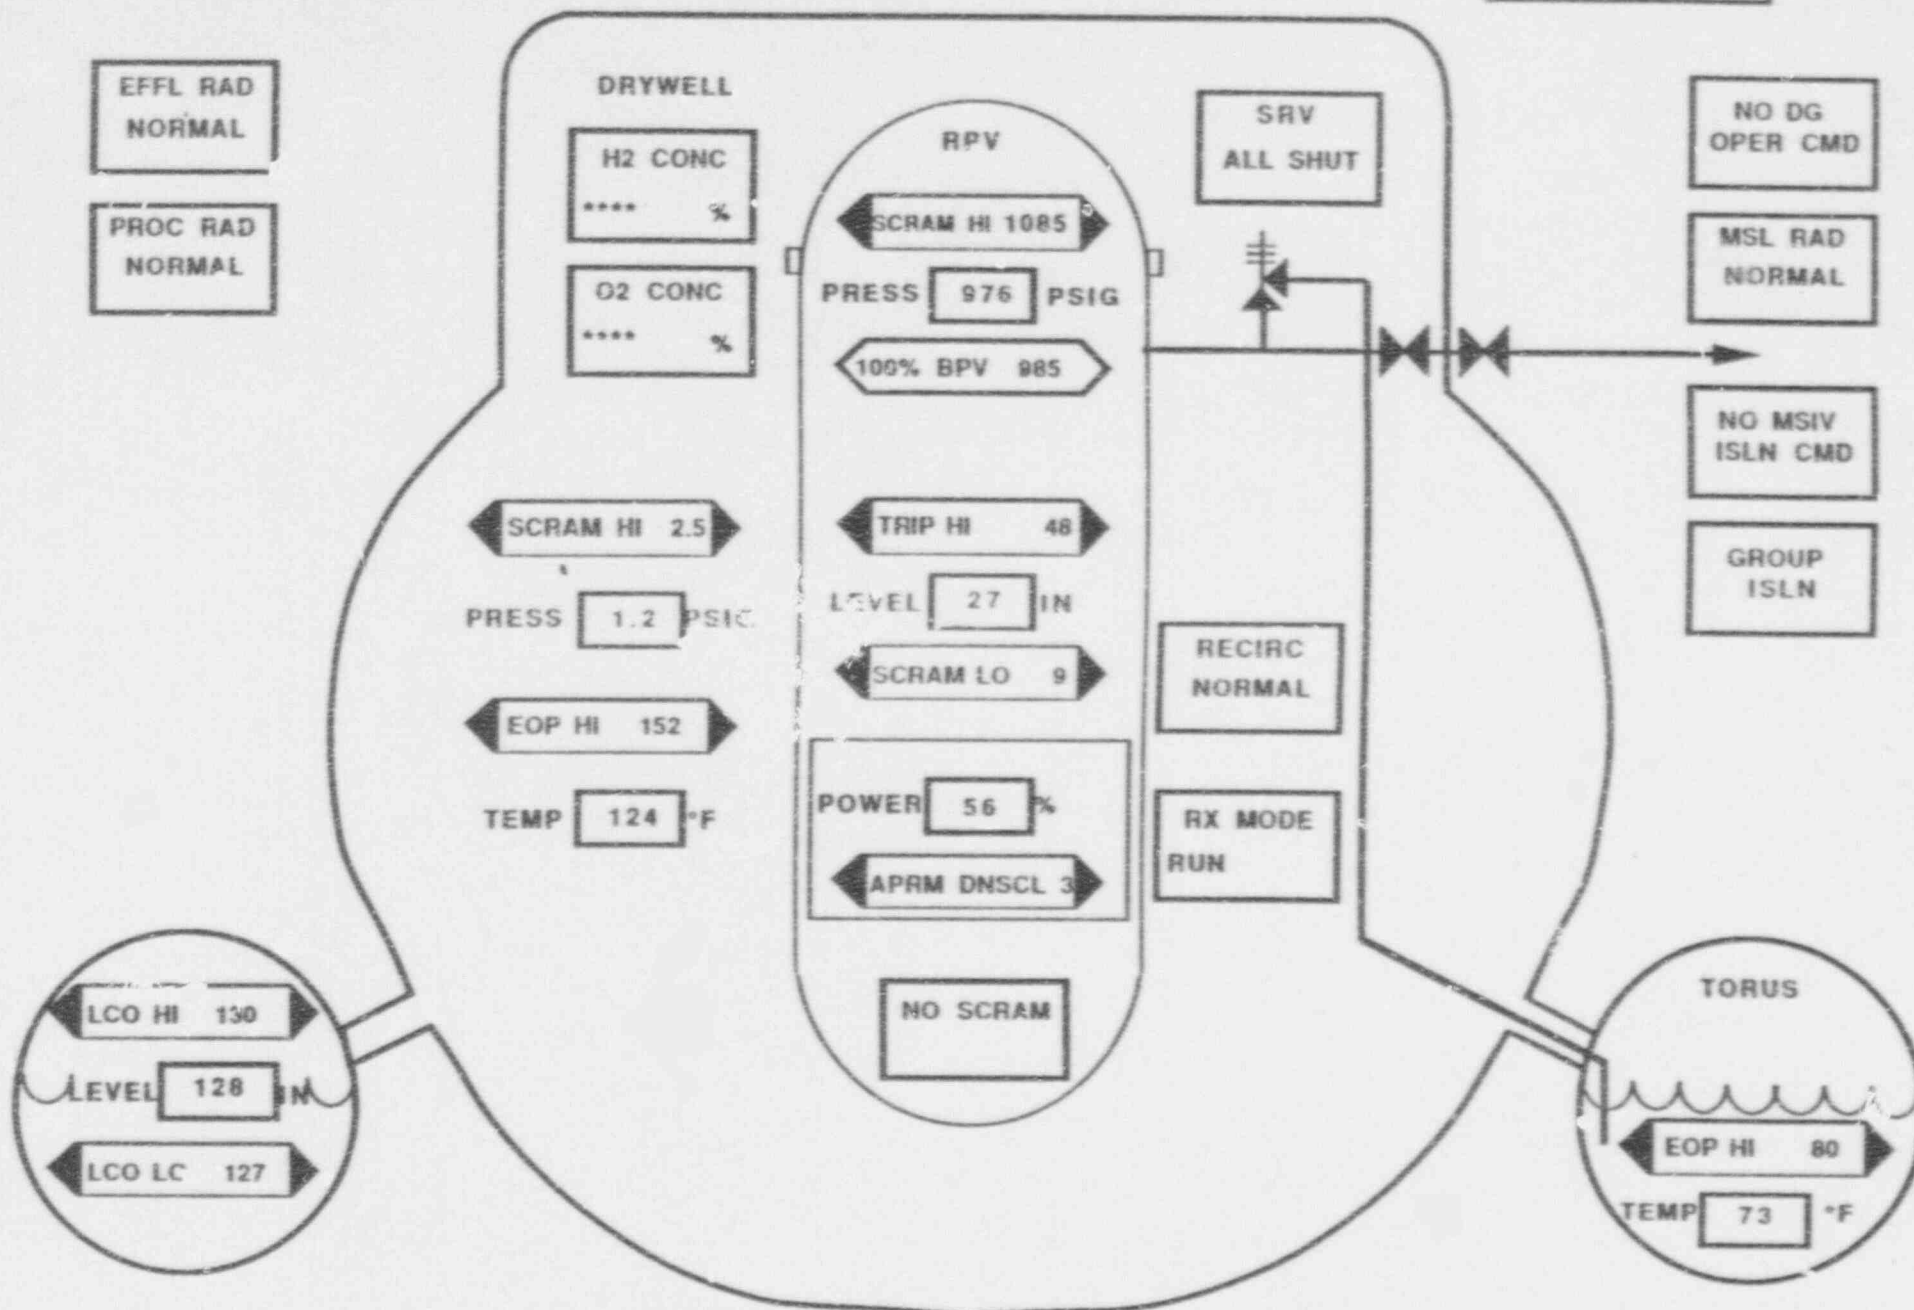 EFFL RAD
NORMAL
PROC RAD
NORMAL
DRYWELL
H2 CONC
**** %
O2 CONC
**** %
RPV
SCRAM HI 1085
PRESS 976 PSIG
100% BPV 985
SRV
ALL SHUT
NO DG
OPER CMD
MSL RAD
NORMAL
NO MSIV
ISLN CMD
GROUP
ISLN
SCRAM HI 2.5
PRESS 1.2 PSIG
EOP HI 152
TEMP 124 °F
TRIP HI 48
LEVEL 27 IN
SCRAM LO 9
POWER 56 %
APRM DNSCL 3
NO SCRAM
RECIRC
NORMAL
RX MODE
RUN
LCO HI 130
LEVEL 128 IN
LCO LO 127
TORUS
EOP HI 80
TEMP 73 °F